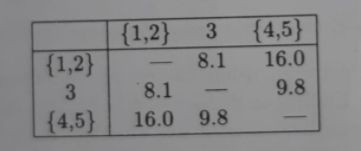 {1,2} 3 {4,5}
{1,2} — 8.1 16.0
3 8.1 — 9.8
{4,5} 16.0 9.8 —